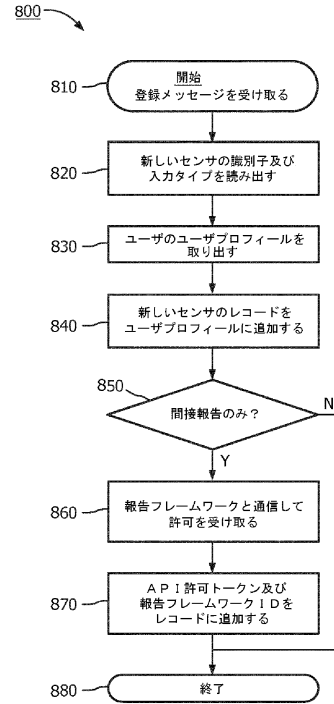 800
810
開始
登録メッセージを受け取る
820
新しいセンサの識別子及び
入力タイプを読み出す
830
ユーザのユーザプロフィールを
取り出す
840
新しいセンサのレコードを
ユーザプロフィールに追加する
850
間接報告のみ？
N
Y
860
報告フレームワークと通信して
許可を受け取る
870
ＡＰＩ許可トークン及び
報告フレームワークＩＤを
レコードに追加する
880
終了